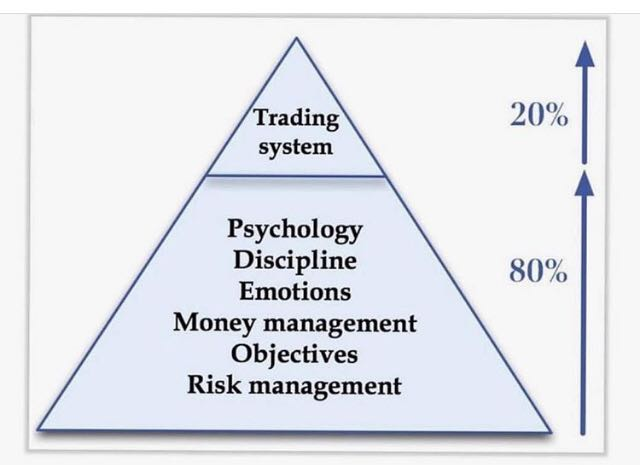 Trading
system
20%
Psychology
Discipline
Emotions
Money management
Objectives
Risk management
80%